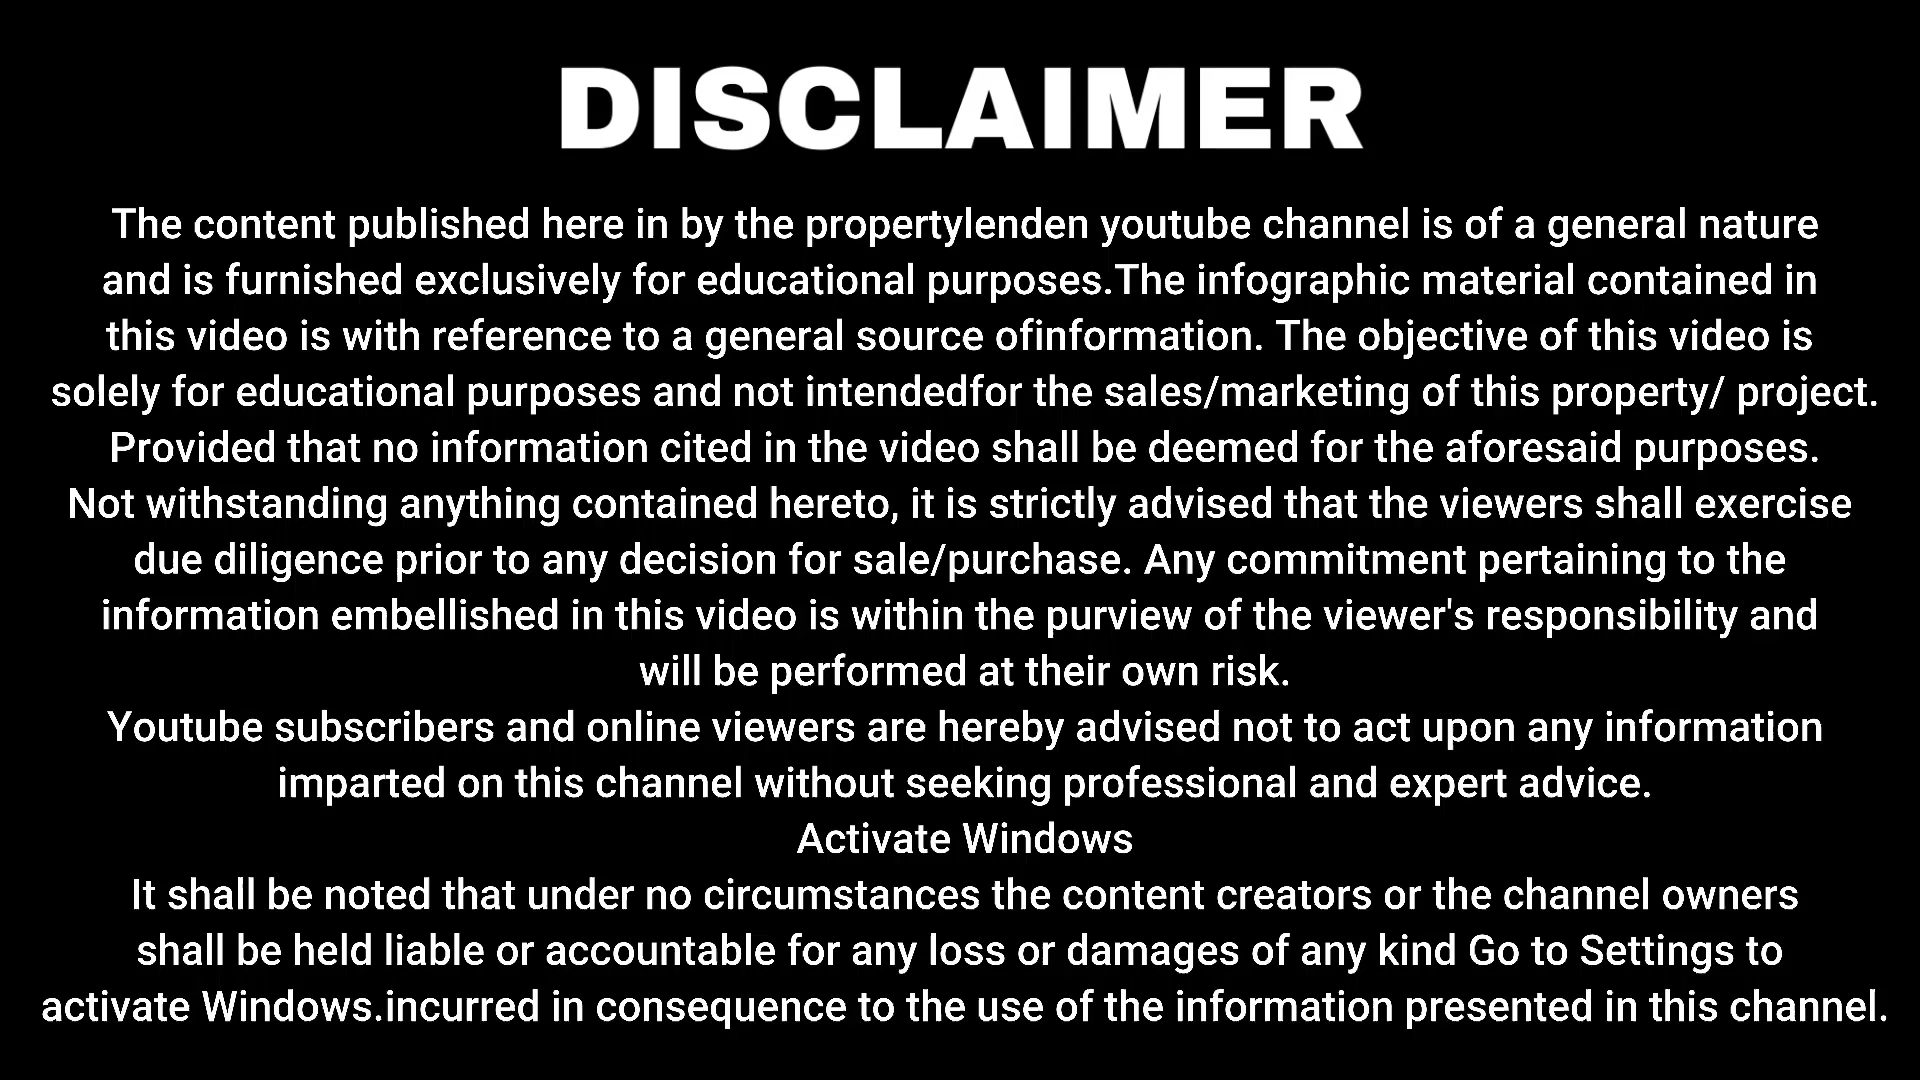 DISCLAIMER
The content published here in by the propertylenden youtube channel is of a general nature
and is furnished exclusively for educational purposes.The infographic material contained in
this video is with reference to a general source ofinformation. The objective of this video is
solely for educational purposes and not intendedfor the sales/marketing of this property/ project.
Provided that no information cited in the video shall be deemed for the aforesaid purposes.
Not withstanding anything contained hereto, it is strictly advised that the viewers shall exercise
due diligence prior to any decision for sale/purchase. Any commitment pertaining to the
information embellished in this video is within the purview of the viewer's responsibility and
will be performed at their own risk.
Youtube subscribers and online viewers are hereby advised not to act upon any information
imparted on this channel without seeking professional and expert advice.
Activate Windows
It shall be noted that under no circumstances the content creators or the channel owners
shall be held liable or accountable for any loss or damages of any kind Go to Settings to
activate Windows.incurred in consequence to the use of the information presented in this channel.